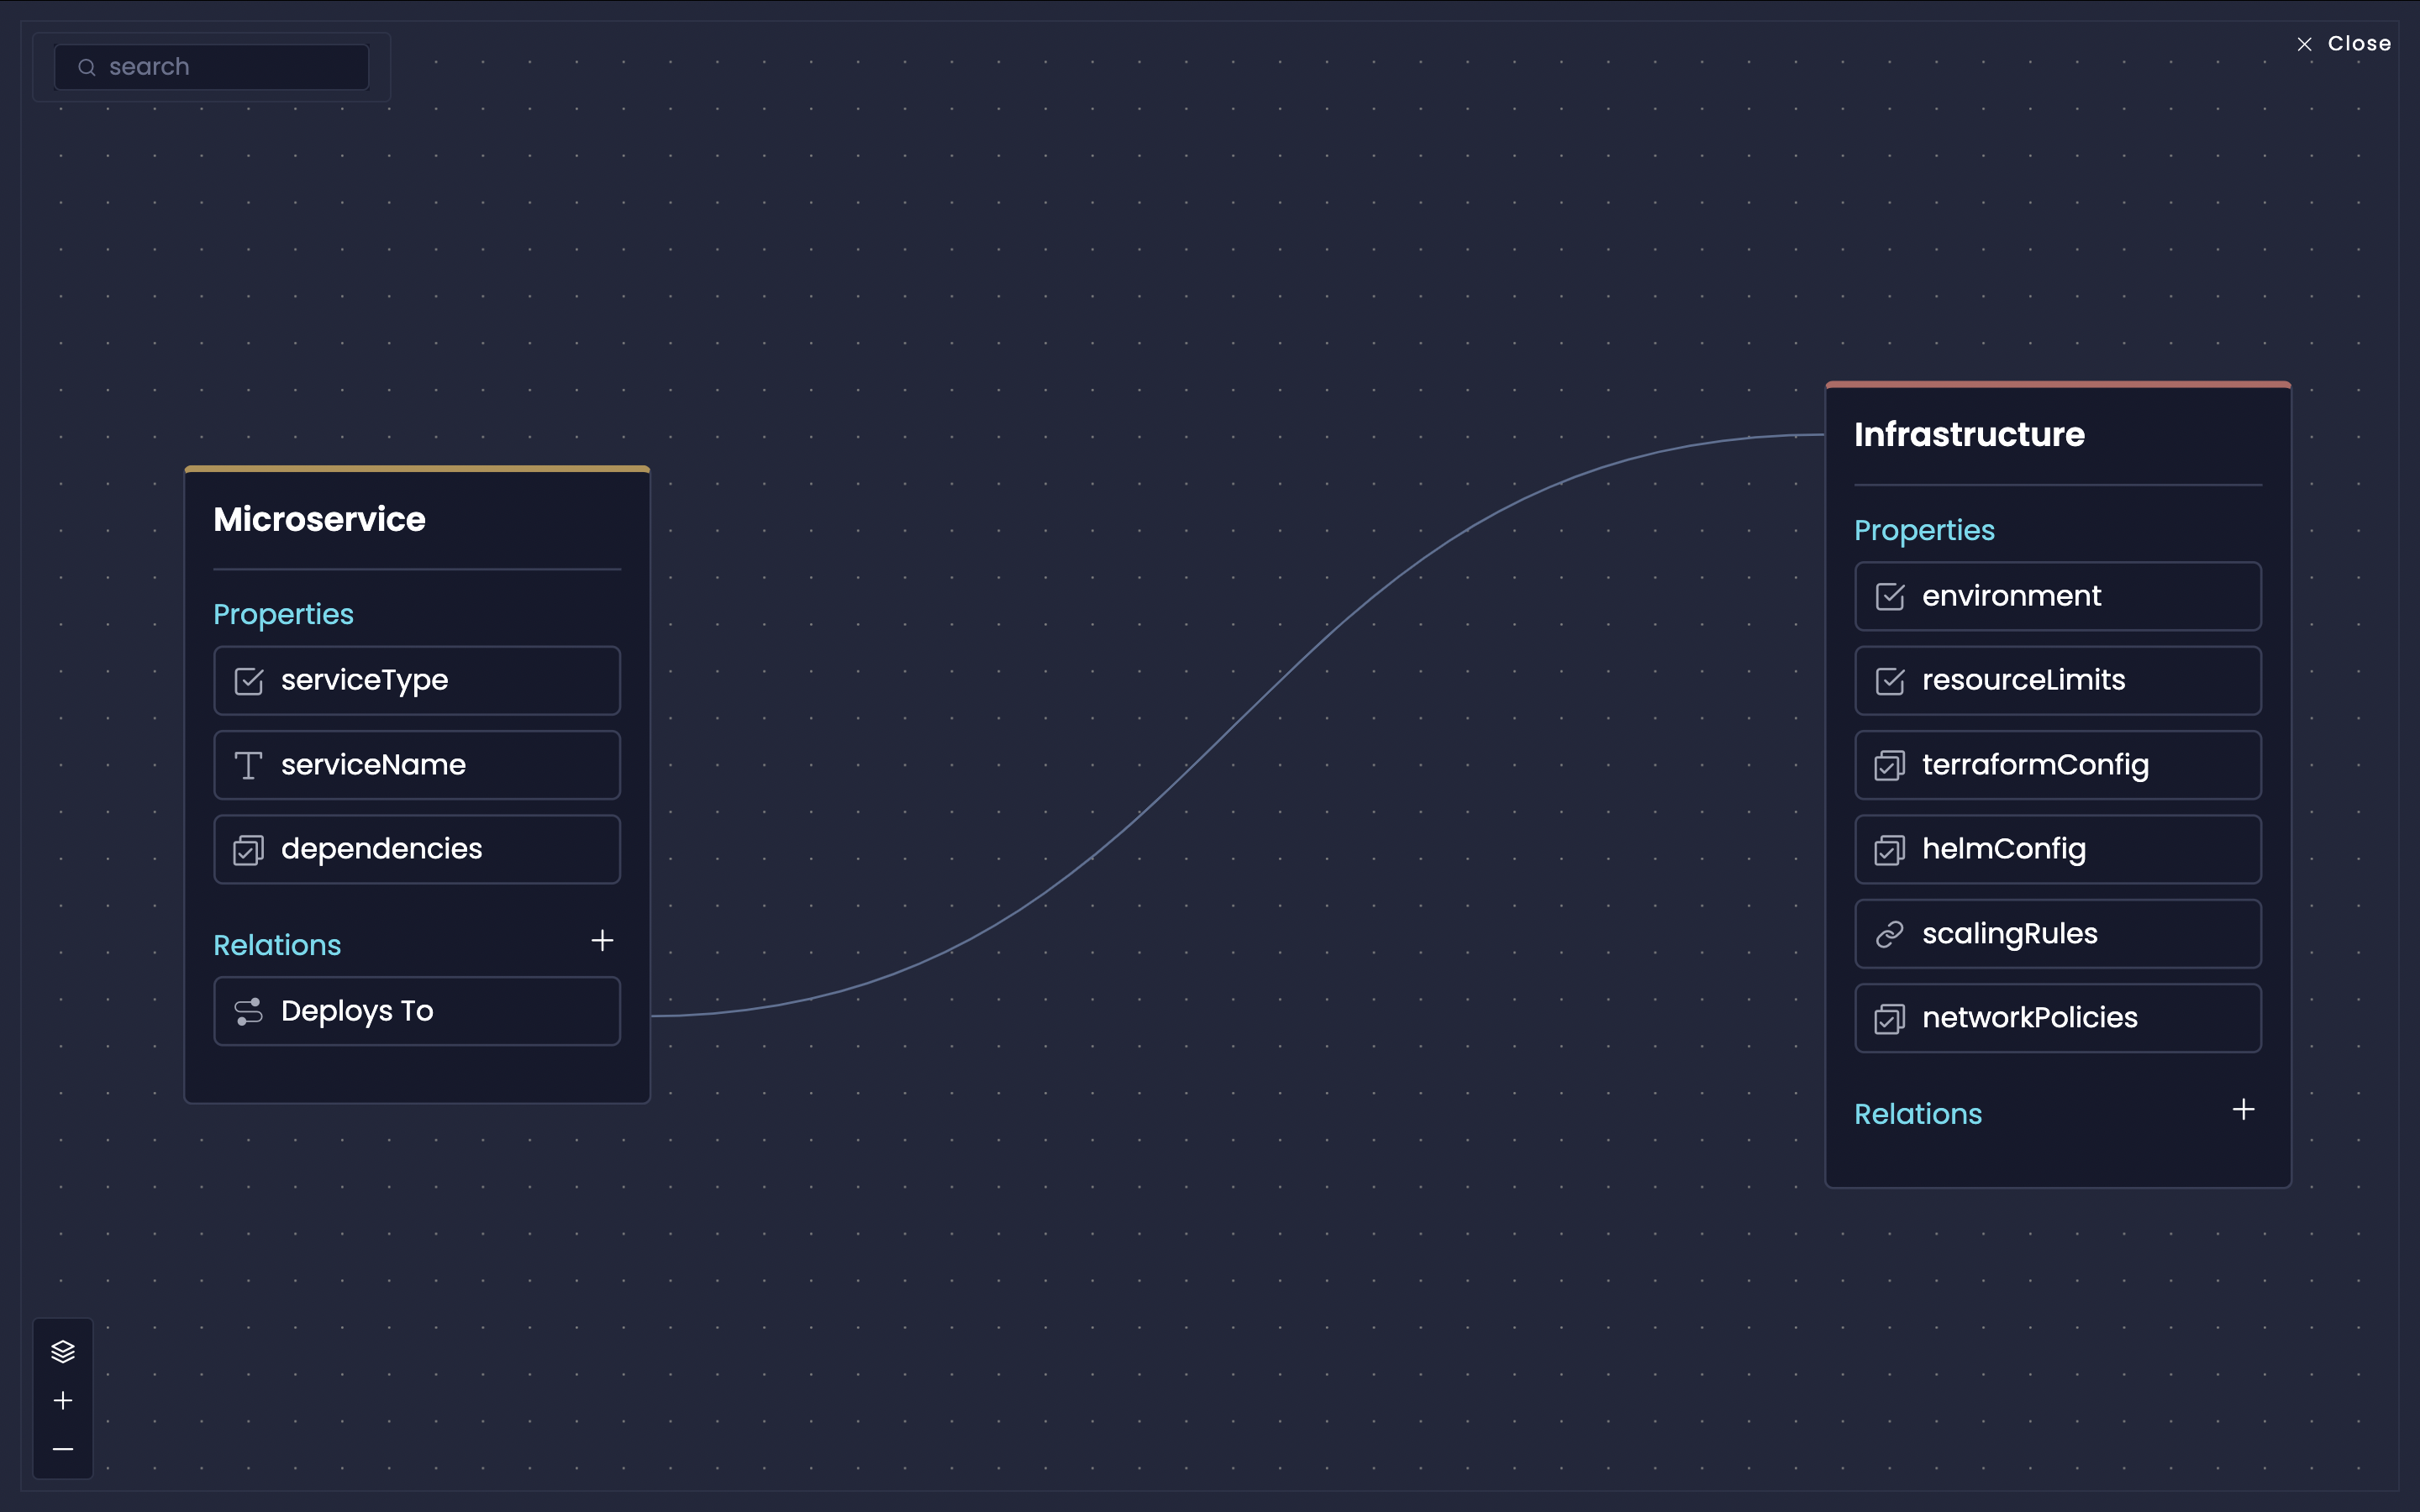 search
Close
Microservice
Properties
serviceType
serviceName
dependencies
Relations
Deploys To
Infrastructure
Properties
environment
resourceLimits
terraformConfig
helmConfig
scalingRules
networkPolicies
Relations